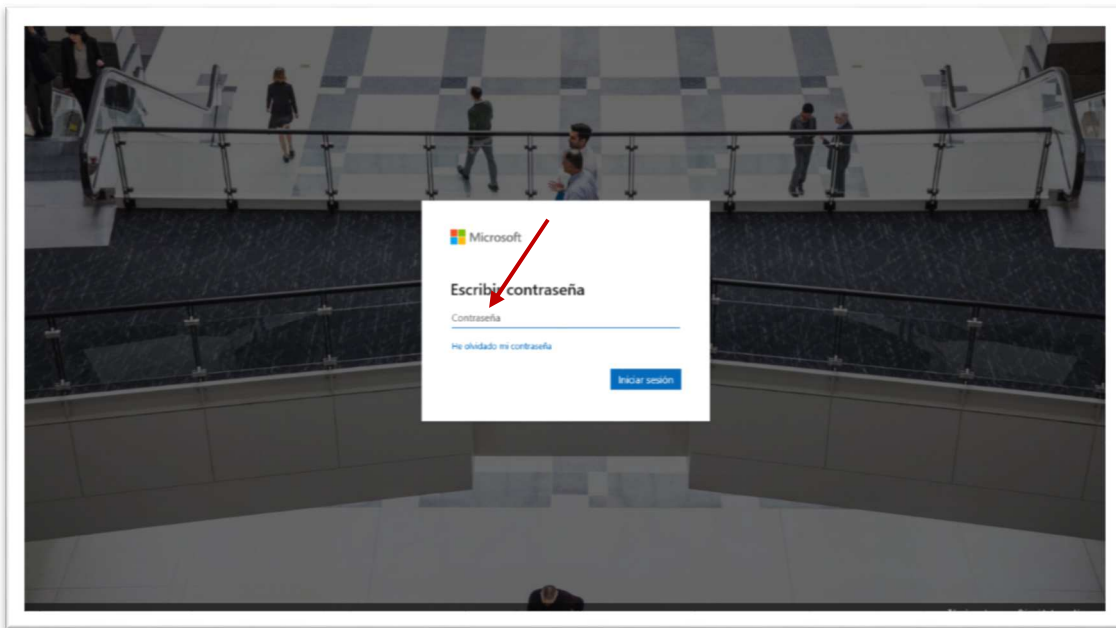 Microsoft
Escribir contraseña
Contraseña
He olvidado mi contraseña
Iniciar sesión